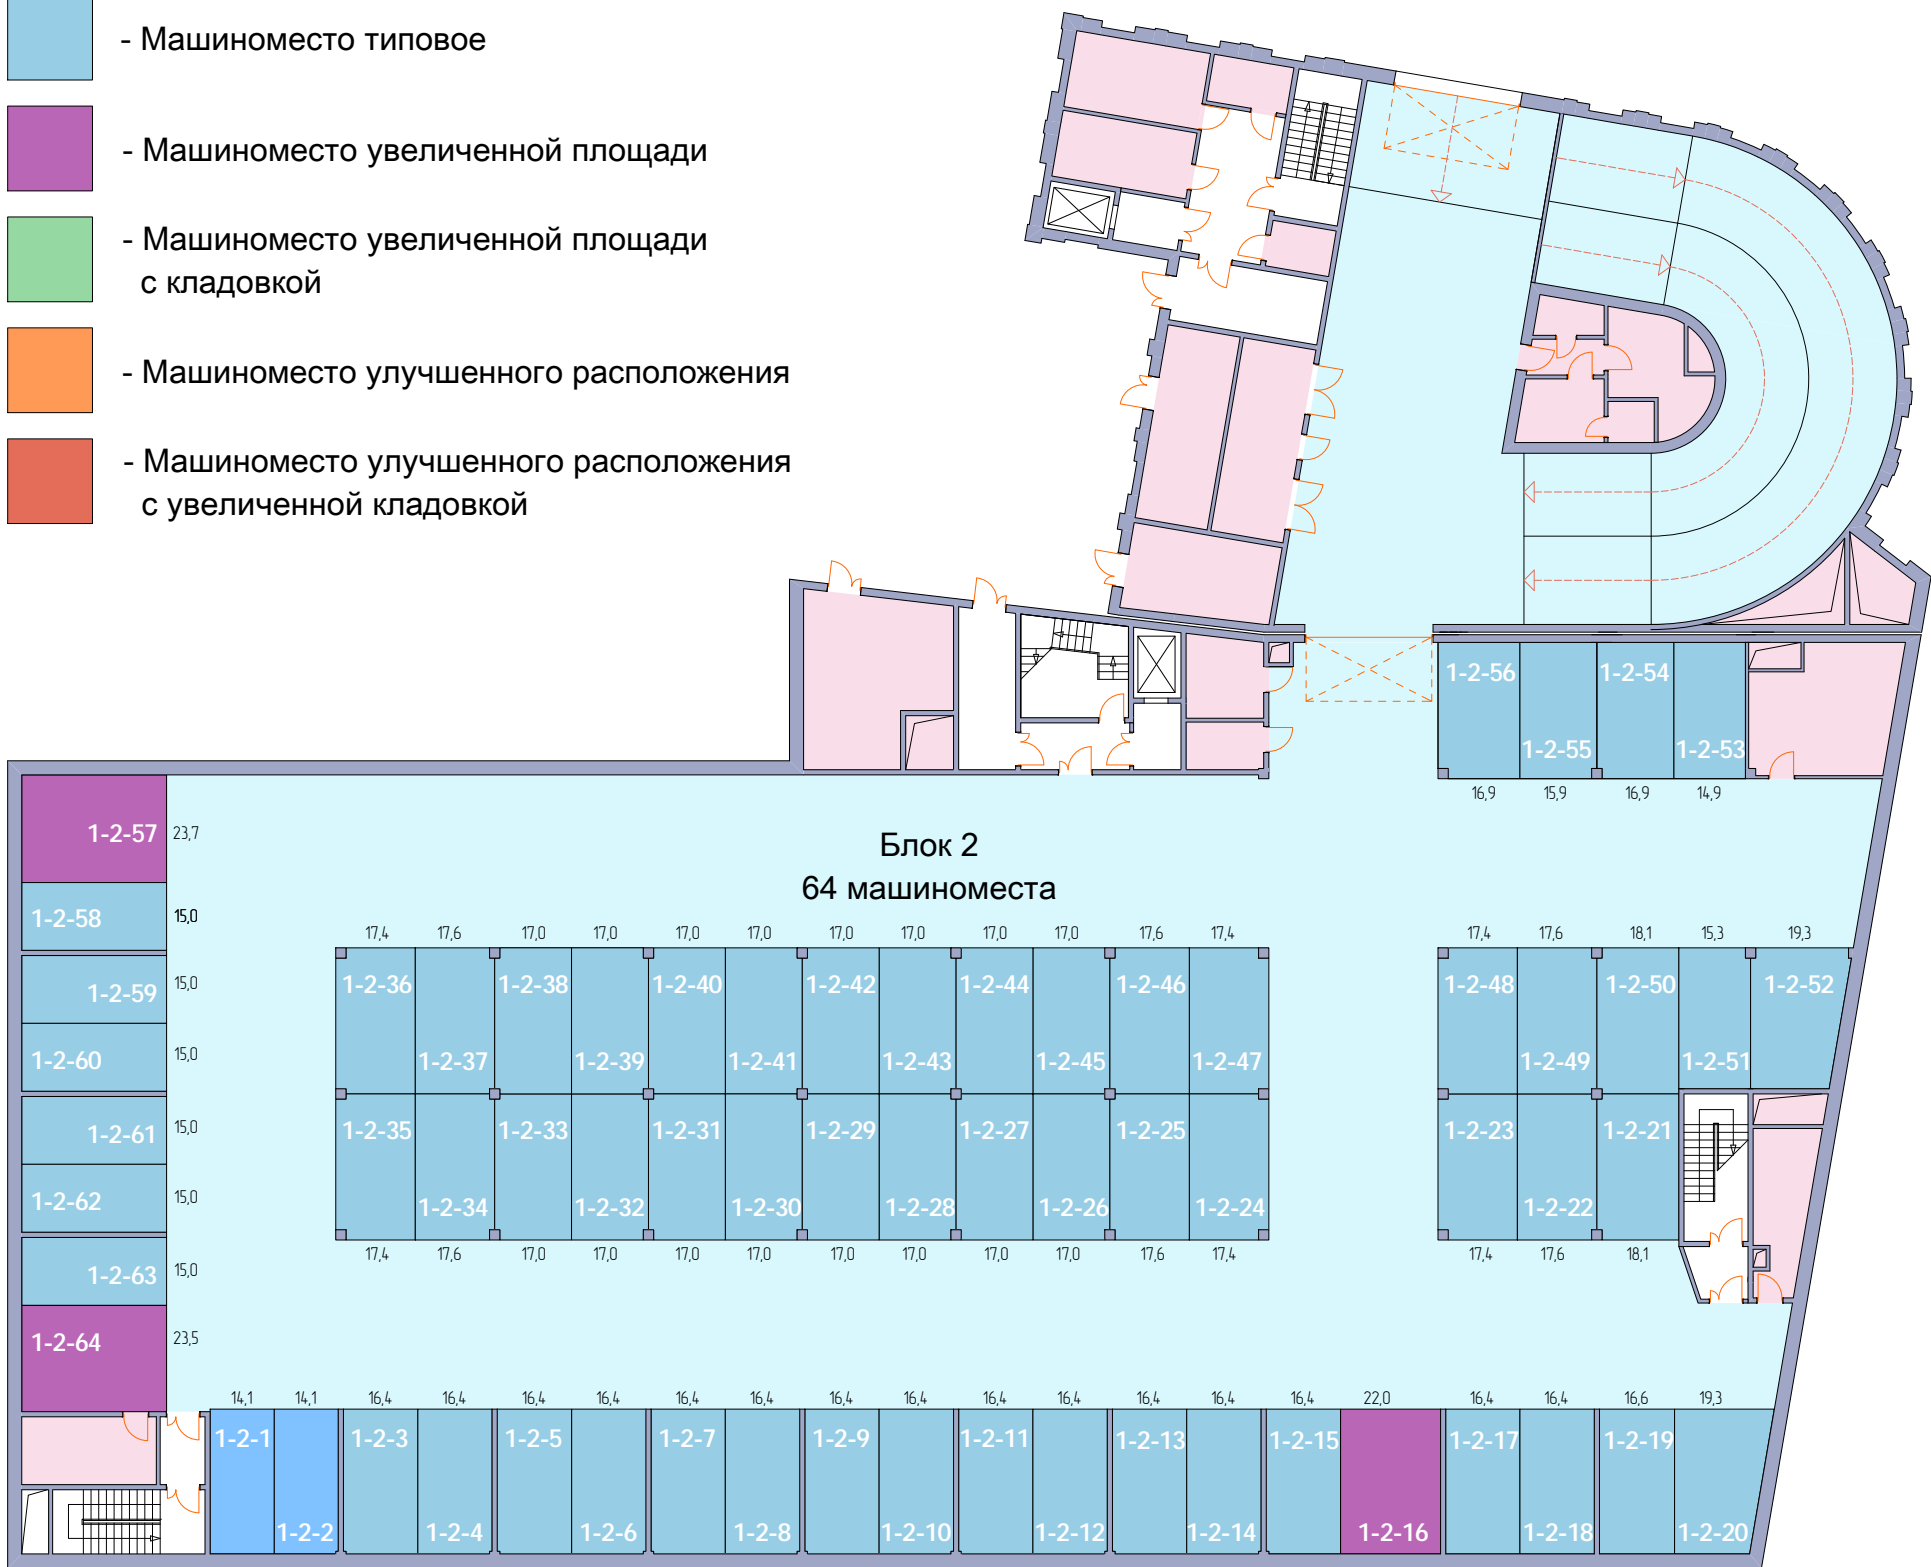 - Машиноместо типовое
- Машиноместо увеличенной площади
- Машиноместо увеличенной площади
с кладовкой
- Машиноместо улучшенного расположения
- Машиноместо улучшенного расположения
с увеличенной кладовкой
1-2-56 1-2-54
1-2-55 1-2-53
16,9 15,9 16,9 14,9
1-2-57 23,7
Блок 2
64 машиноместа
1-2-58 15,0
17,4 17,6 17,0 17,0 17,0 17,0 17,0 17,0 17,0 17,0 17,6 17,4 17,4 17,6 18,1 15,3 19,3
1-2-59 15,0
1-2-36 1-2-38 1-2-40 1-2-42 1-2-44 1-2-46 1-2-48 1-2-50 1-2-52
1-2-60 15,0
1-2-37 1-2-39 1-2-41 1-2-43 1-2-45 1-2-47 1-2-49 1-2-51
1-2-61 15,0
1-2-35 1-2-33 1-2-31 1-2-29 1-2-27 1-2-25 1-2-23 1-2-21
1-2-62 15,0
1-2-34 1-2-32 1-2-30 1-2-28 1-2-26 1-2-24 1-2-22
17,4 17,6 17,0 17,0 17,0 17,0 17,0 17,0 17,0 17,0 17,6 17,4 17,4 17,6 18,1
1-2-63 15,0
1-2-64 23,5
14,1 14,1 16,4 16,4 16,4 16,4 16,4 16,4 16,4 16,4 16,4 16,4 16,4 16,4 16,4 22,0 16,4 16,4 16,6 19,3
1-2-1 1-2-3 1-2-5 1-2-7 1-2-9 1-2-11 1-2-13 1-2-15 1-2-17 1-2-19
1-2-2 1-2-4 1-2-6 1-2-8 1-2-10 1-2-12 1-2-14 1-2-16 1-2-18 1-2-20